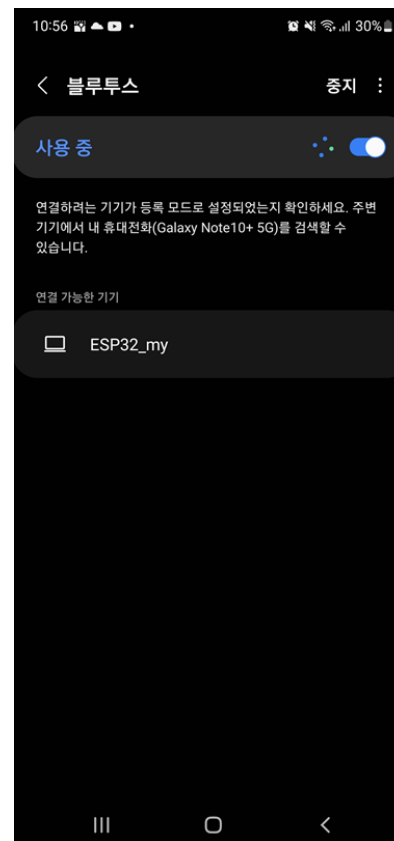 10:56
30%
블루투스
중지
사용 중
연결하려는 기기가 등록 모드로 설정되었는지 확인하세요. 주변
기기에서 내 휴대전화(Galaxy Note10+ 5G)를 검색할 수
있습니다.
연결 가능한 기기
ESP32_my